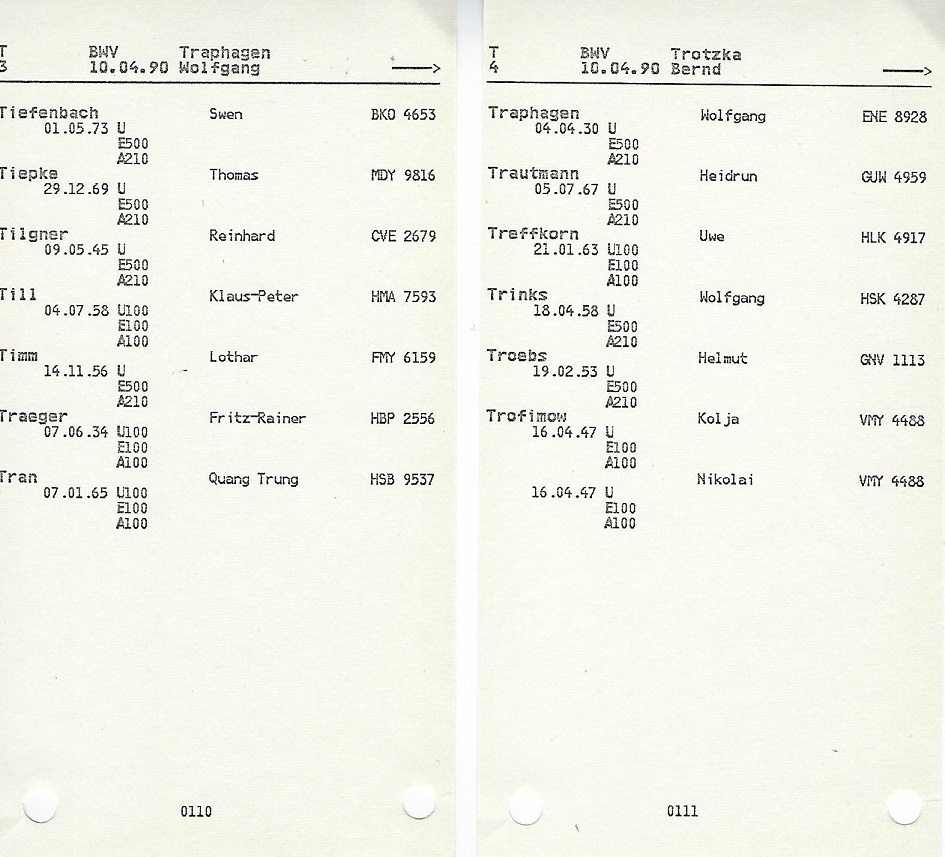 T BWV Traphagen
3 10.04.90 Wolfgang
Tiefenbach Swen BKO 4653
01.05.73 U
E500
A210
Tiepke Thomas MDY 9816
29.12.69 U
E500
A210
Tilgner Reinhard CVE 2679
09.05.45 U
E500
A210
Till Klaus-Peter HMA 7593
04.07.58 U100
E100
A100
Timm Lothar FMY 6159
14.11.56 U
E500
A210
Traeger Fritz-Rainer HBP 2556
07.06.34 U100
E100
A100
Tran Quang Trung HSB 9537
07.01.65 U100
E100
A100
0110
T BWV Trotzka
4 10.04.90 Bernd
Traphagen Wolfgang ENE 8928
04.04.30 U
E500
A210
Trautmann Heidrun GUW 4959
05.07.67 U
E500
A210
Treffkorn Uwe HLK 4917
21.01.63 U100
E100
A100
Trinks Wolfgang HSK 4287
18.04.58 U
E500
A210
Troebs Helmut GNV 1113
19.02.53 U
E500
A210
Trofimow Kolja VMY 4488
16.04.47 U
E100
A100
Nikolai VMY 4488
16.04.47 U
E100
A100
0111